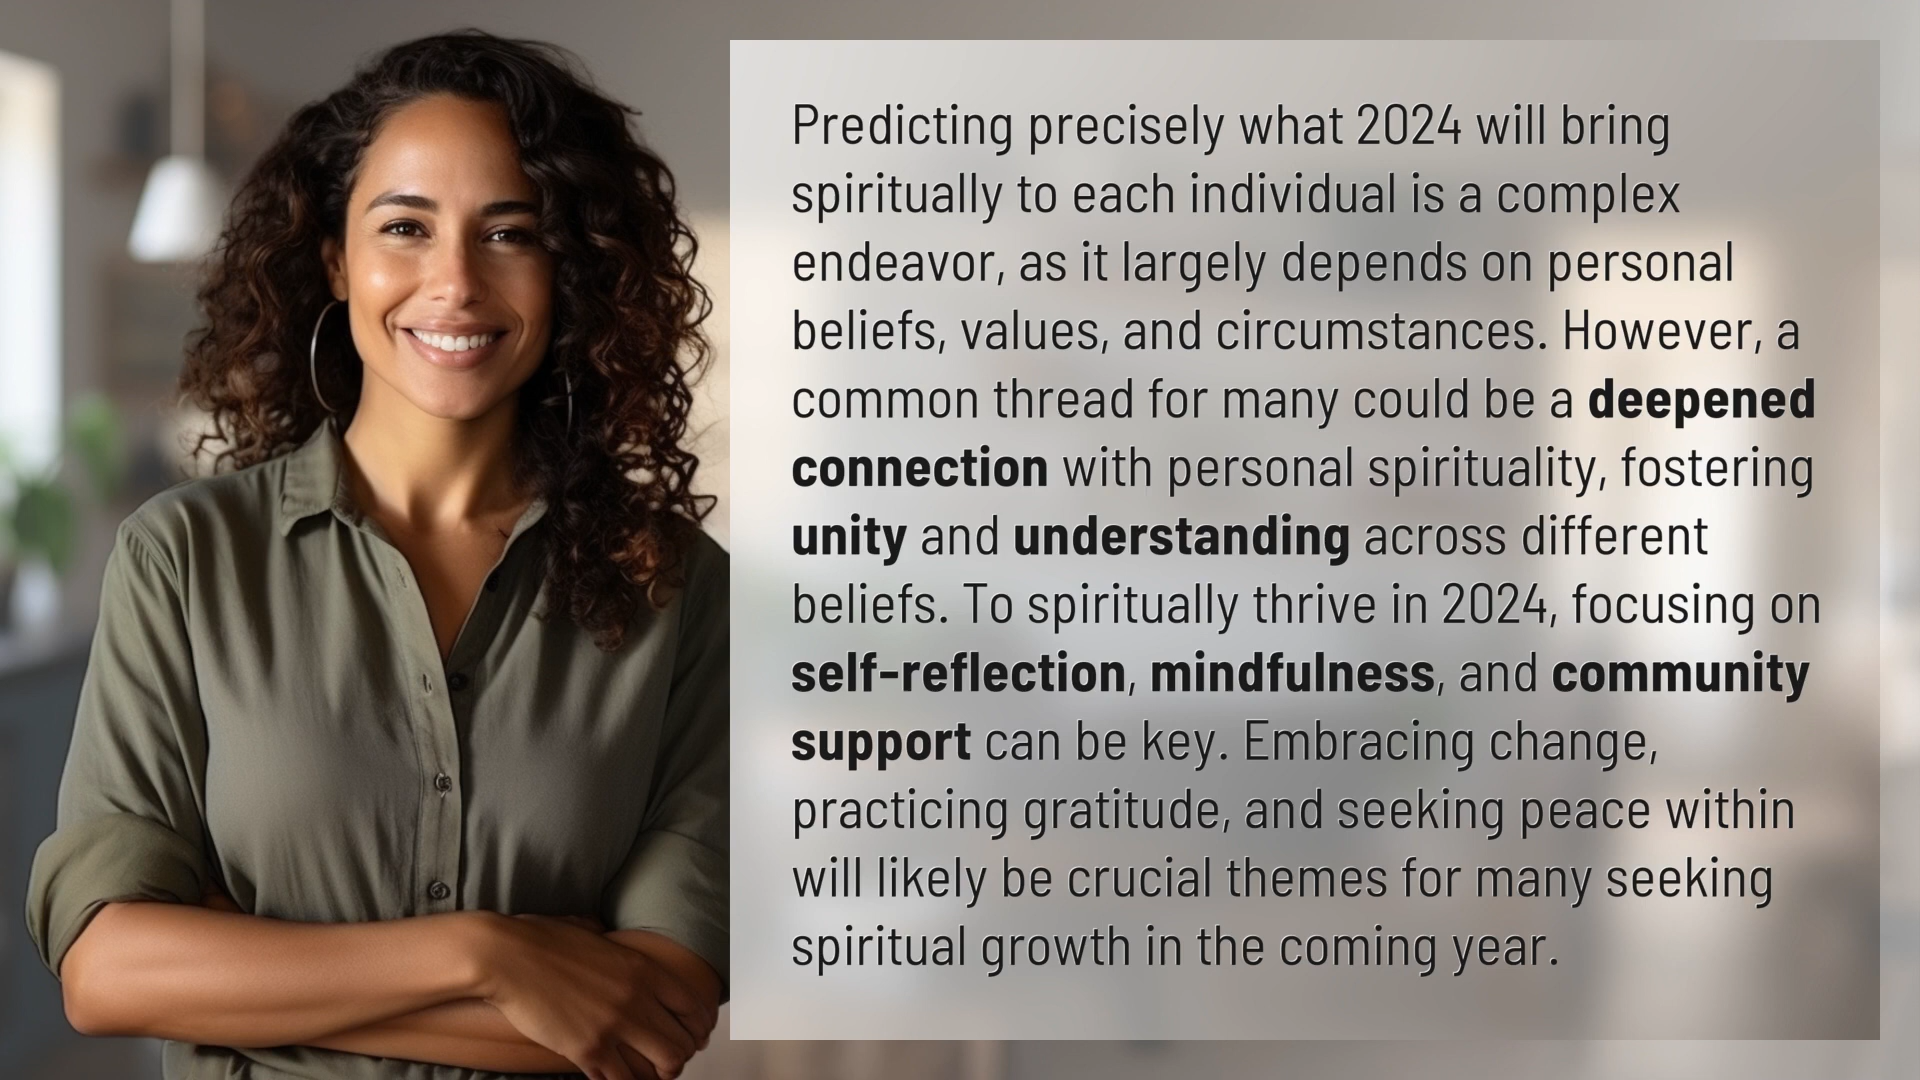 Predicting precisely what 2024 will bring
spiritually to each individual is a complex
endeavor, as it largely depends on personal
beliefs, values, and circumstances. However, a
common thread for many could be a deepened
connection with personal spirituality, fostering
unity and understanding across different
beliefs. To spiritually thrive in 2024, focusing on
self-reflection, mindfulness, and community
support can be key. Embracing change,
practicing gratitude, and seeking peace within
will likely be crucial themes for many seeking
spiritual growth in the coming year.